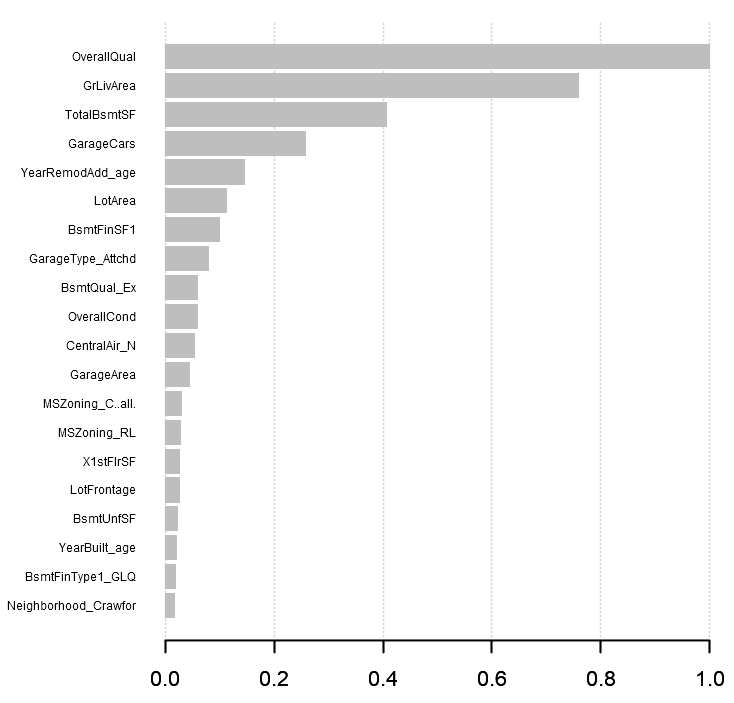 OverallQual
GrLivArea
TotalBsmtSF
GarageCars
YearRemodAdd_age
LotArea
BsmtFinSF1
GarageType_Attchd
BsmtQual_Ex
OverallCond
CentralAir_N
GarageArea
MSZoning_C..all.
MSZoning_RL
X1stFlrSF
LotFrontage
BsmtUnfSF
YearBuilt_age
BsmtFinType1_GLQ
Neighborhood_Crawfor
0.0 0.2 0.4 0.6 0.8 1.0